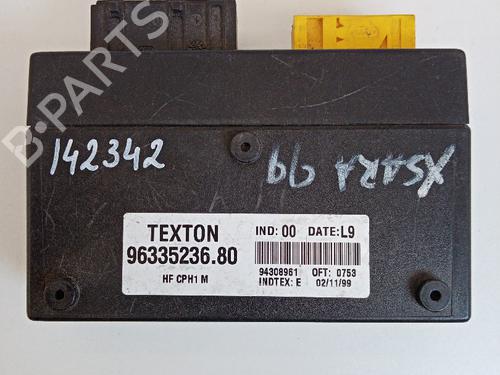 B-PARTS
142342
XSARA 99
TEXTON IND: 00 DATE: L9
96335236.80
94308961 OFT: 0753
HF CPH1 M INDTEX: E 02/11/99